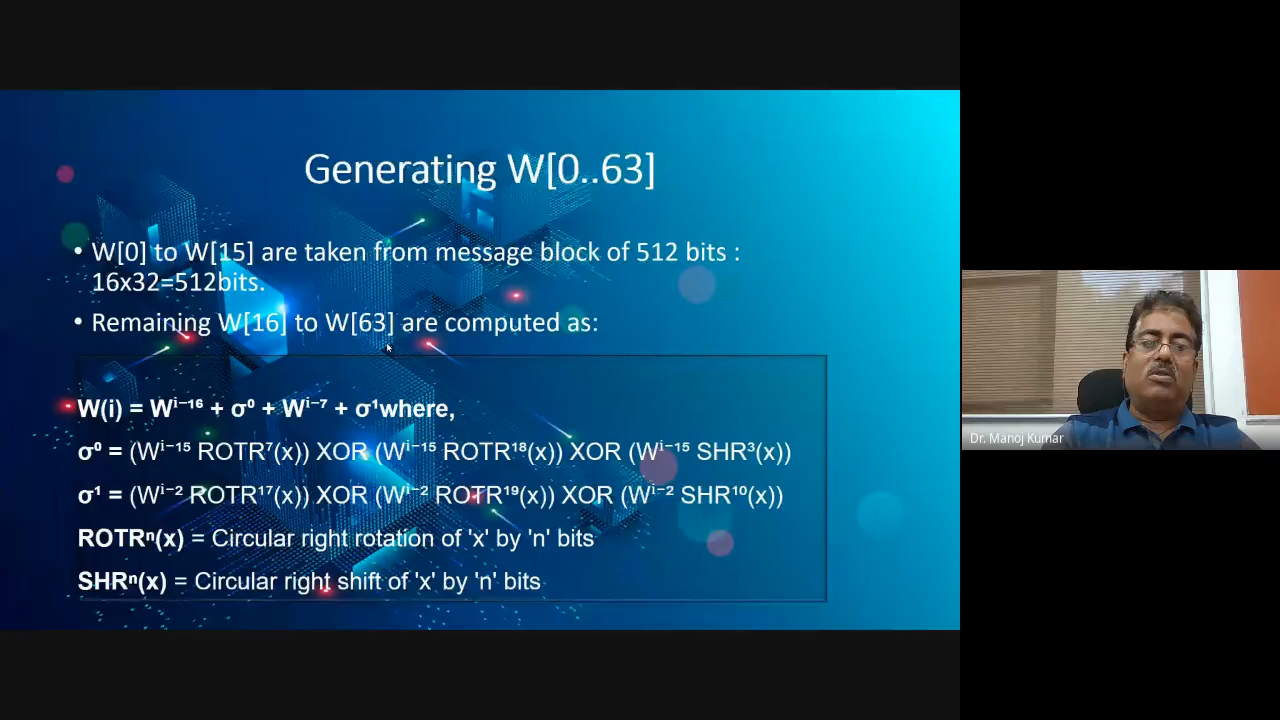 Generating W[0..63]
• W[0] to W[15] are taken from message block of 512 bits :
16x32=512bits.
• Remaining W[16] to W[63] are computed as:
W(i) = Wⁱ⁻¹⁶ + σ⁰ + Wⁱ⁻⁷ + σ¹where,
σ⁰ = (Wⁱ⁻¹⁵ ROTR⁷(x)) XOR (Wⁱ⁻¹⁵ ROTR¹⁸(x)) XOR (Wⁱ⁻¹⁵ SHR³(x))
σ¹ = (Wⁱ⁻² ROTR¹⁷(x)) XOR (Wⁱ⁻² ROTR¹⁹(x)) XOR (Wⁱ⁻² SHR¹⁰(x))
ROTRⁿ(x) = Circular right rotation of 'x' by 'n' bits
SHRⁿ(x) = Circular right shift of 'x' by 'n' bits
Dr. Manoj Kumar